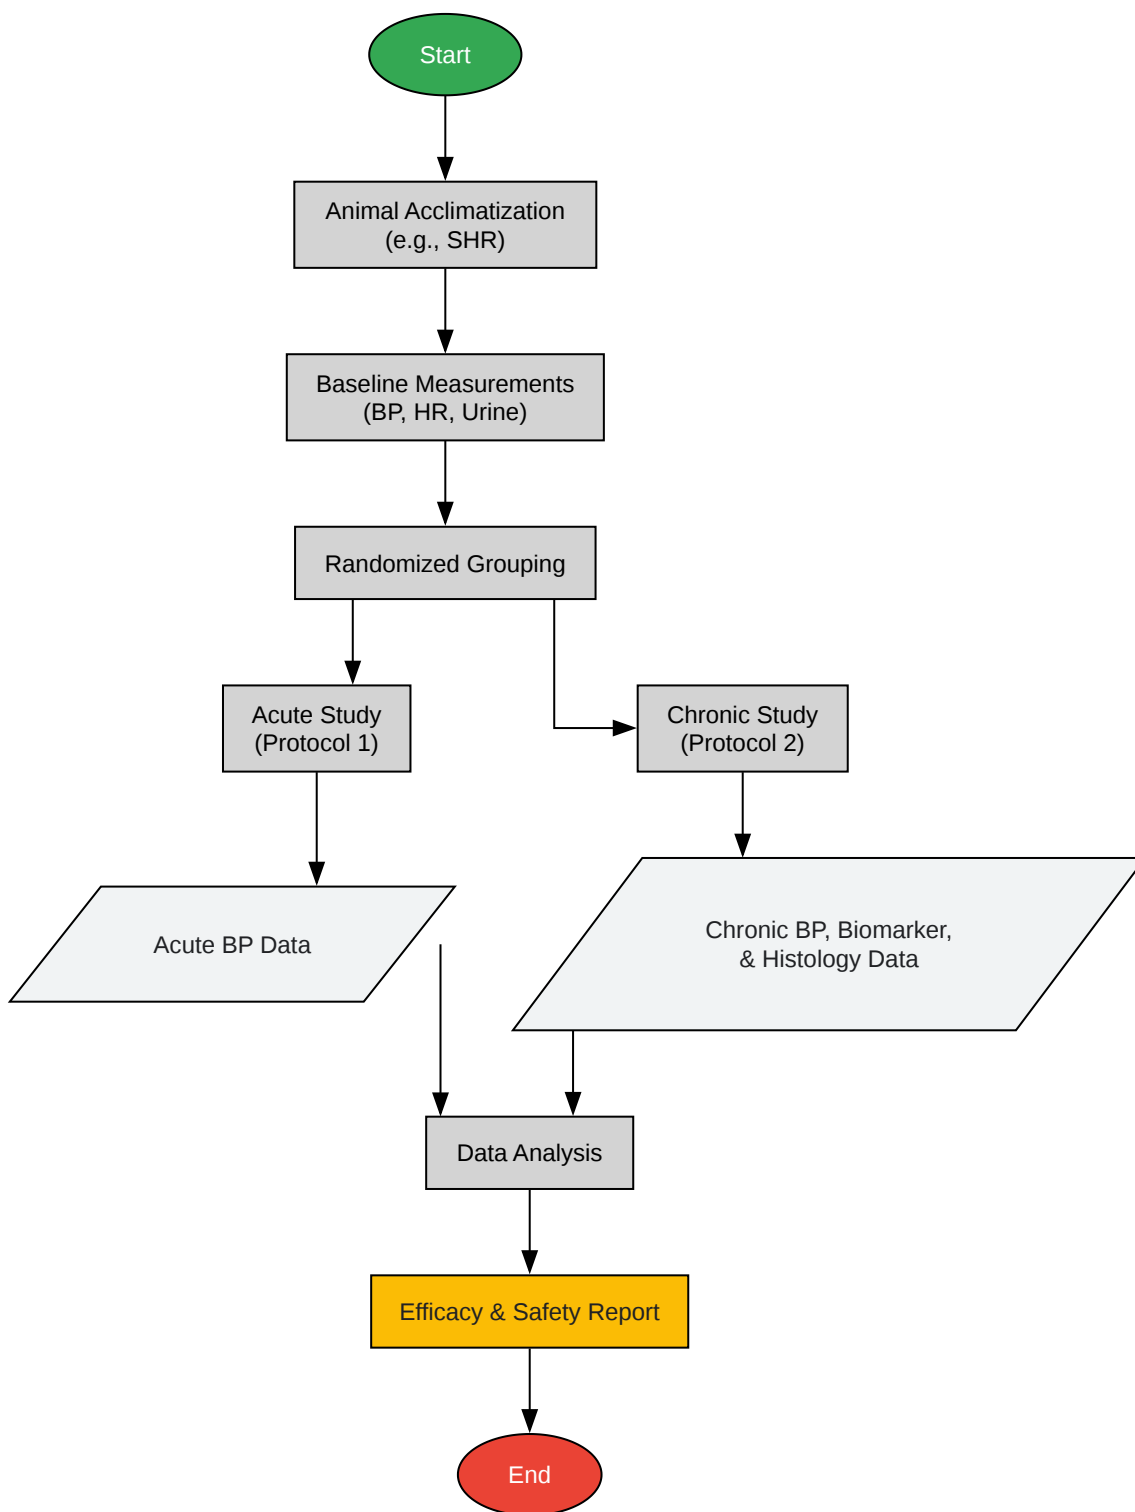 Start
Animal Acclimatization
(e.g., SHR)
Baseline Measurements
(BP, HR, Urine)
Randomized Grouping
Acute Study
(Protocol 1)
Chronic Study
(Protocol 2)
Acute BP Data
Chronic BP, Biomarker,
& Histology Data
Data Analysis
Efficacy & Safety Report
End